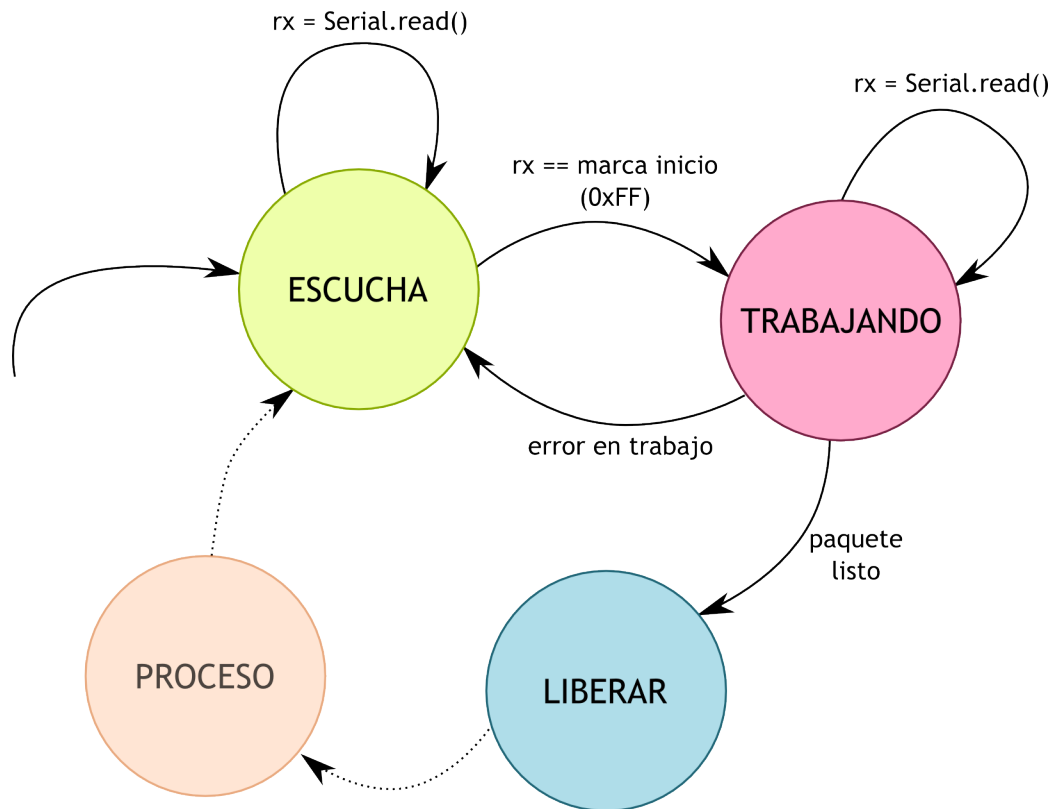 rx = Serial.read()
rx = Serial.read()
rx == marca inicio
(0xFF)
ESCUCHA
TRABAJANDO
error en trabajo
paquete
listo
PROCESO
LIBERAR